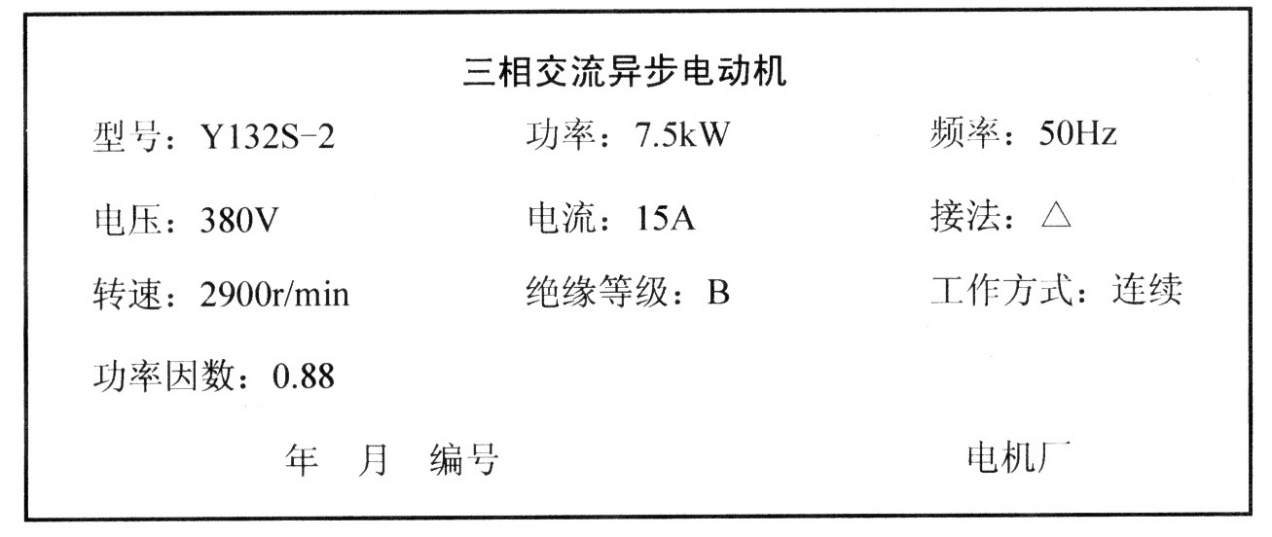 三相交流异步电动机
型号：Y132S-2 功率：7.5kW 频率：50Hz
电压：380V 电流：15A 接法：△
转速：2900r/min 绝缘等级：B 工作方式：连续
功率因数：0.88
年 月 编号 电机厂